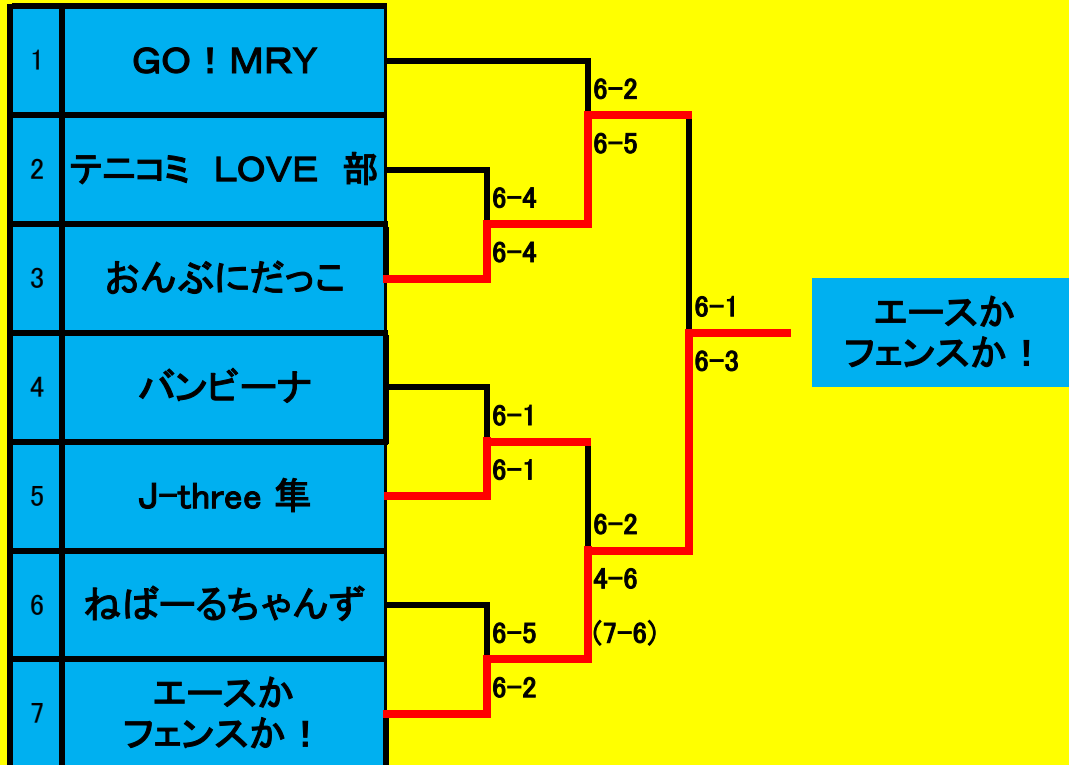 1 GO！MRY
2 テニコミ LOVE 部
3 おんぶにだっこ
4 バンビーナ
5 J-three 隼
6 ねばーるちゃんず
7 エースか
フェンスか！
6-2
6-5
6-4
6-4
6-1
6-1
6-2
4-6
(7-6)
6-5
6-2
6-1
6-3
エースか
フェンスか！